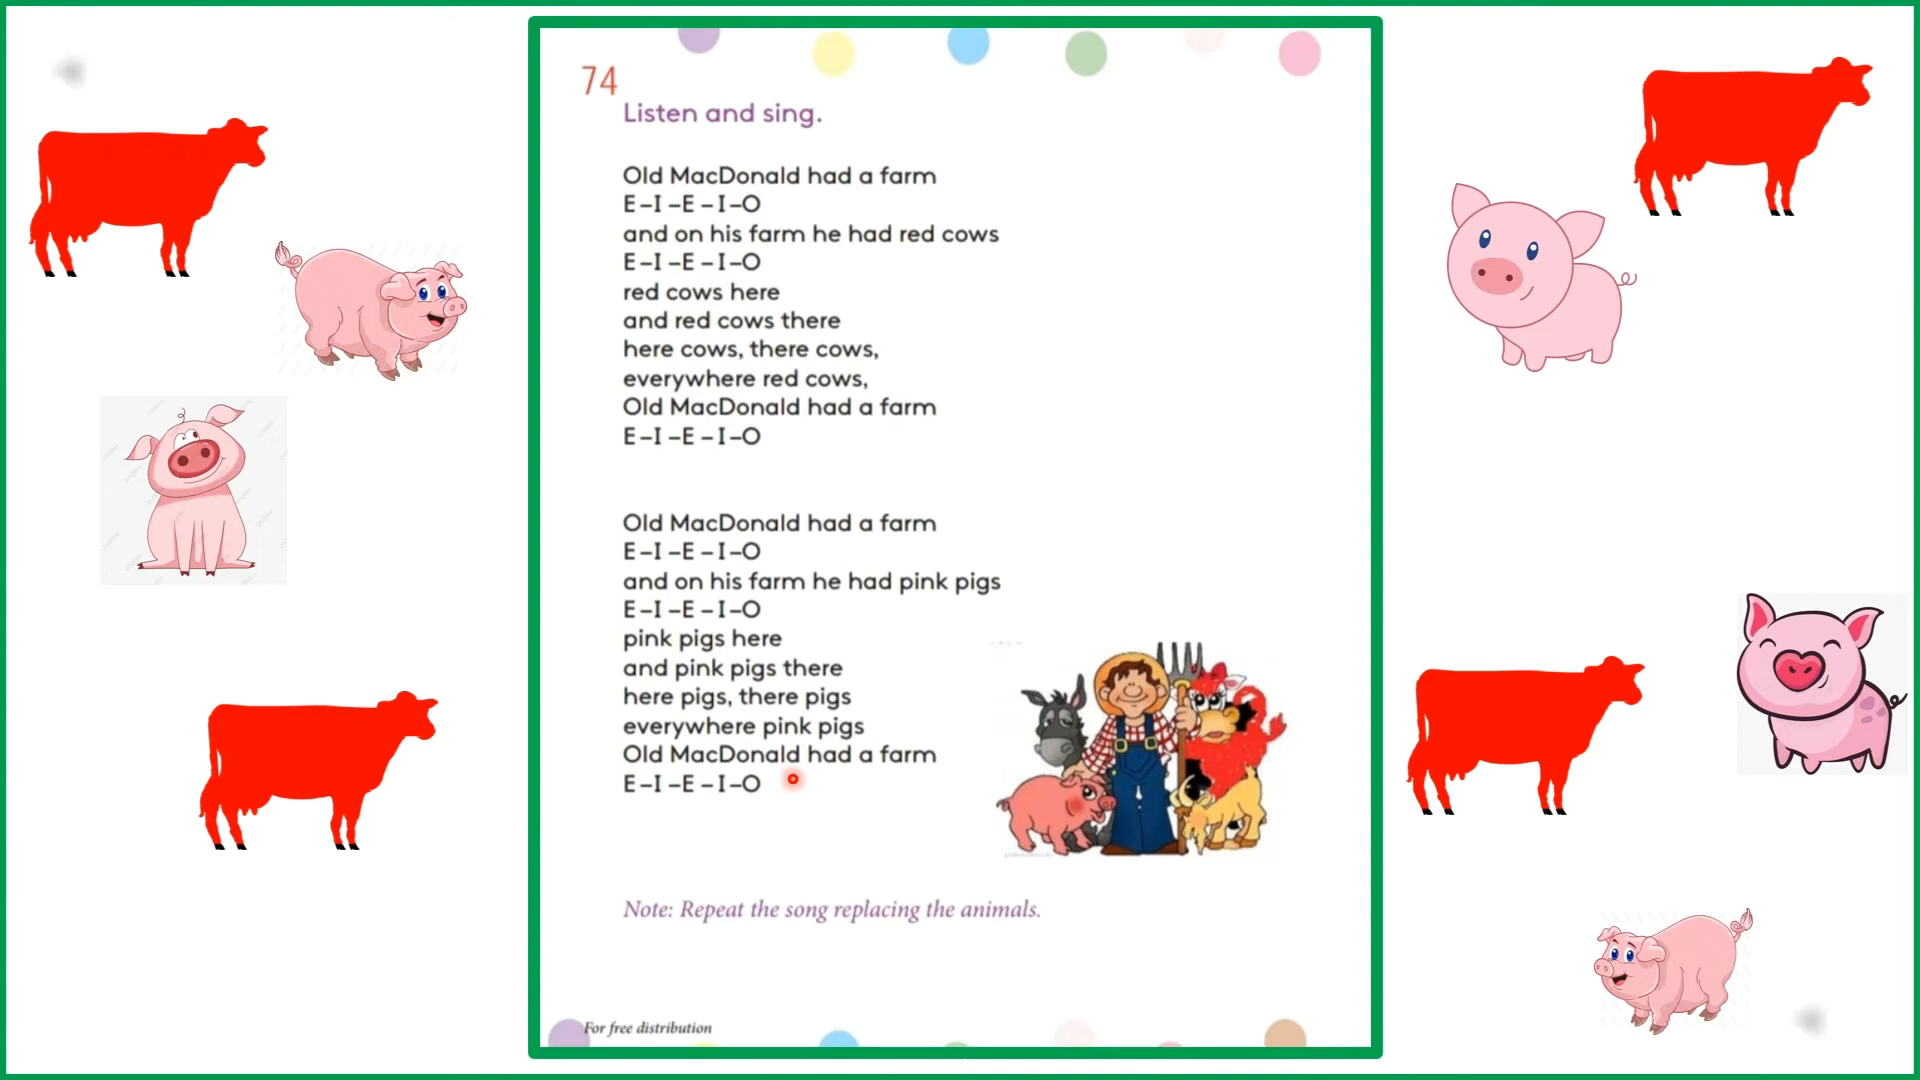 74
Listen and sing.
Old MacDonald had a farm
E –I –E – I –O
and on his farm he had red cows
E –I –E – I –O
red cows here
and red cows there
here cows, there cows,
everywhere red cows,
Old MacDonald had a farm
E –I –E – I –O
Old MacDonald had a farm
E –I –E – I –O
and on his farm he had pink pigs
E –I –E – I –O
pink pigs here
and pink pigs there
here pigs, there pigs
everywhere pink pigs
Old MacDonald had a farm
E –I –E – I –O
Note: Repeat the song replacing the animals.
For free distribution